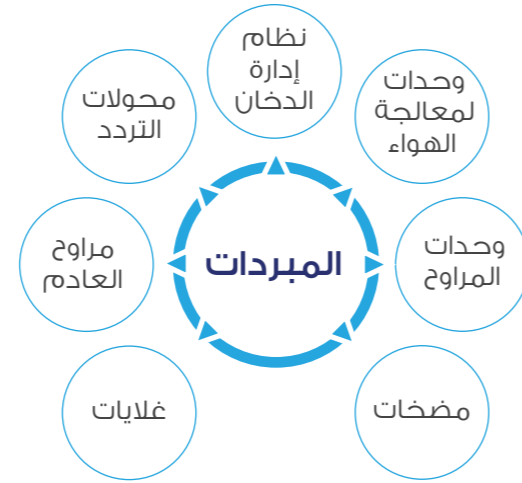 نظام
إدارة
الدخان
وحدات
لمعالجة
الهواء
محولات
التردد
وحدات
المراوح
المبردات
مراوح
العادم
مضخات
غلايات